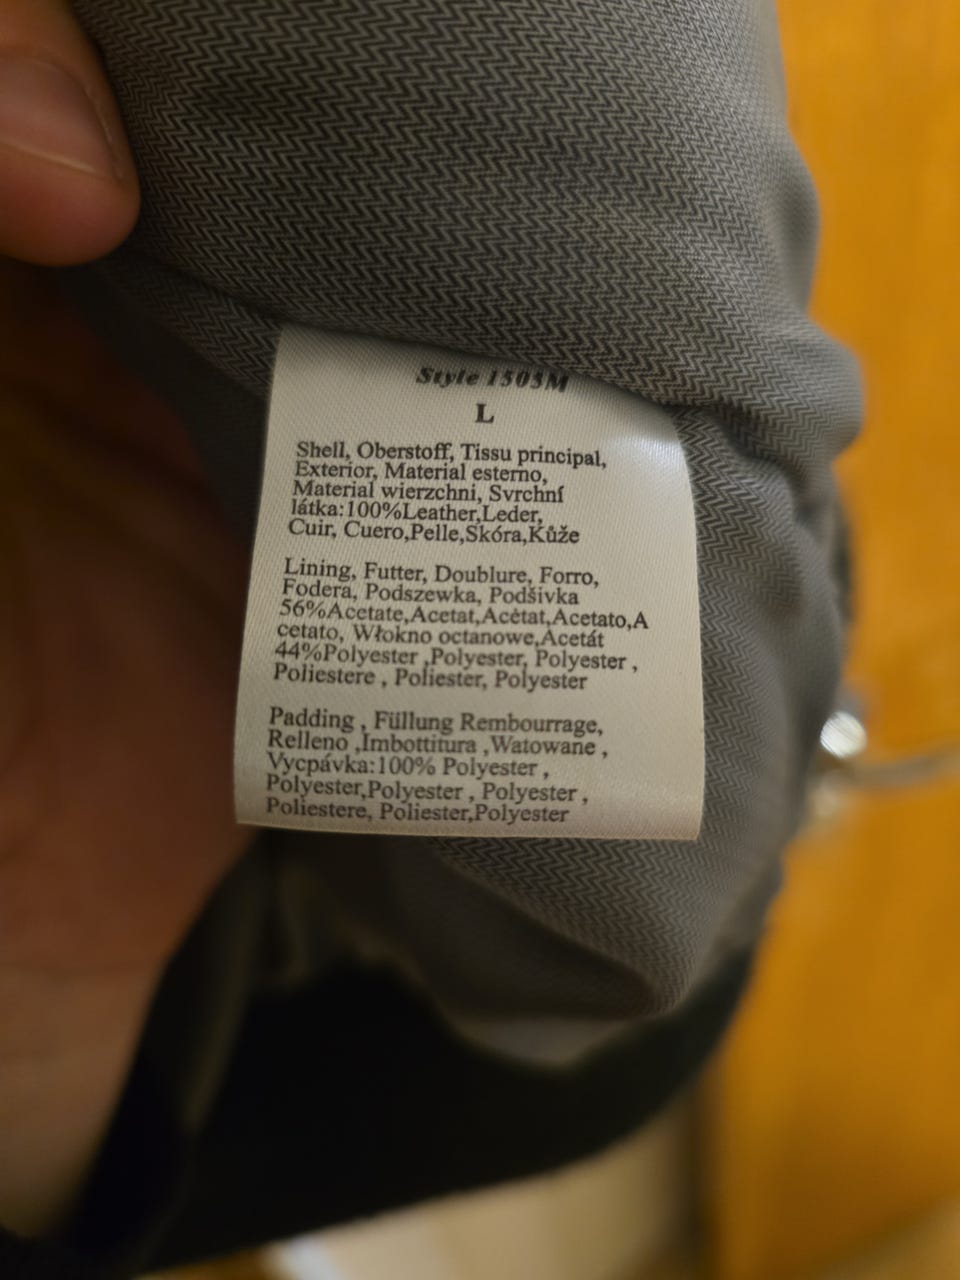 Style 1505M
L
Shell, Oberstoff, Tissu principal,
Exterior, Material esterno,
Material wierzchni, Svrchní
látka:100%Leather,Leder,
Cuir, Cuero,Pelle,Skóra,Kůže
Lining, Futter, Doublure, Forro,
Fodera, Podszewka, Podšivka
56%Acetate,Acetat,Acètat,Acetato,A
cetato, Włokno octanowe,Acetát
44%Polyester ,Polyester, Polyester ,
Poliestere , Poliester, Polyester
Padding , Füllung Rembourrage,
Relleno ,Imbottitura ,Watowane ,
Vycpávka:100% Polyester ,
Polyester,Polyester , Polyester ,
Poliestere, Poliester,Polyester